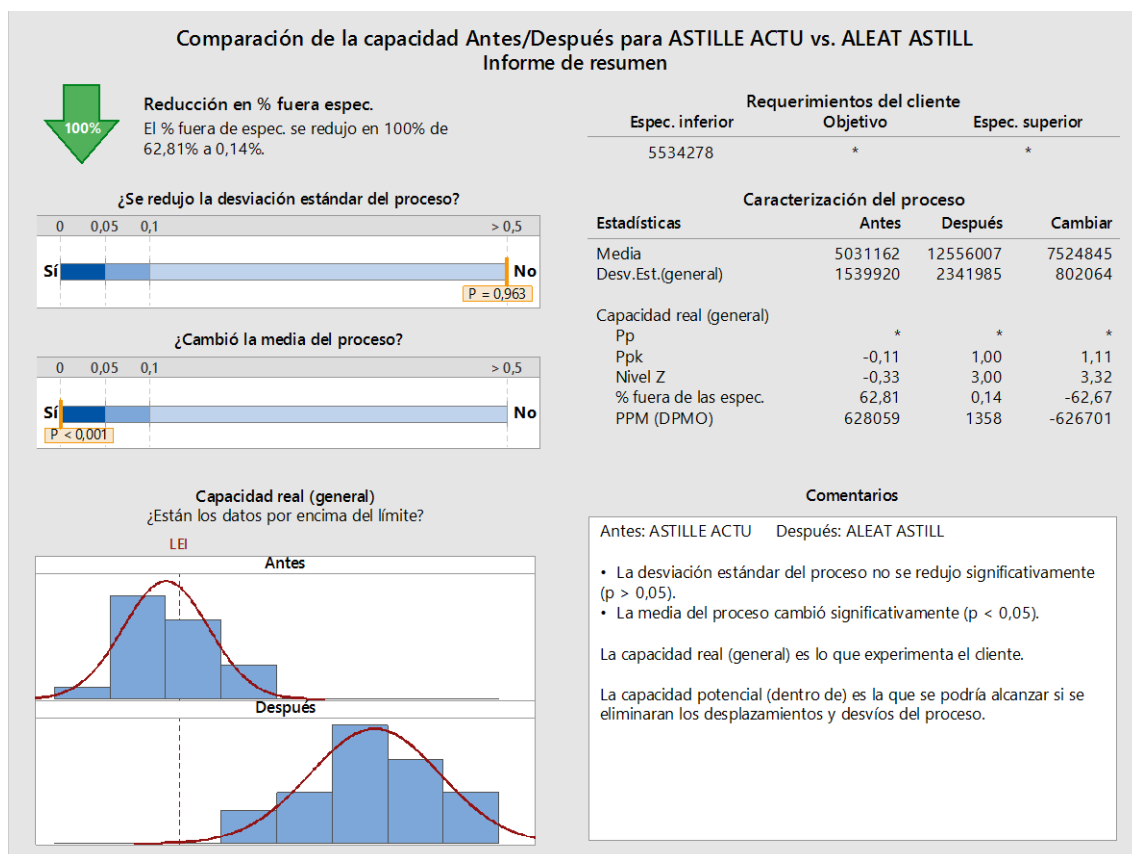 Comparación de la capacidad Antes/Después para ASTILLE ACTU vs. ALEAT ASTILL
Informe de resumen
100%
Reducción en % fuera espec.
El % fuera de espec. se redujo en 100% de
62,81% a 0,14%.
¿Se redujo la desviación estándar del proceso?
0 0,05 0,1 > 0,5
Sí No
P = 0,963
¿Cambió la media del proceso?
0 0,05 0,1 > 0,5
Sí No
P < 0,001
Requerimientos del cliente
Espec. inferior Objetivo Espec. superior
5534278 * *
Caracterización del proceso
Estadísticas Antes Después Cambiar
Media 5031162 12556007 7524845
Desv.Est.(general) 1539920 2341985 802064
Capacidad real (general)
Pp * * *
Ppk -0,11 1,00 1,11
Nivel Z -0,33 3,00 3,32
% fuera de las espec. 62,81 0,14 -62,67
PPM (DPMO) 628059 1358 -626701
Capacidad real (general)
¿Están los datos por encima del límite?
LEI
Antes
Después
Comentarios
Antes: ASTILLE ACTU Después: ALEAT ASTILL
• La desviación estándar del proceso no se redujo significativamente
(p > 0,05).
• La media del proceso cambió significativamente (p < 0,05).
La capacidad real (general) es lo que experimenta el cliente.
La capacidad potencial (dentro de) es la que se podría alcanzar si se
eliminaran los desplazamientos y desvíos del proceso.